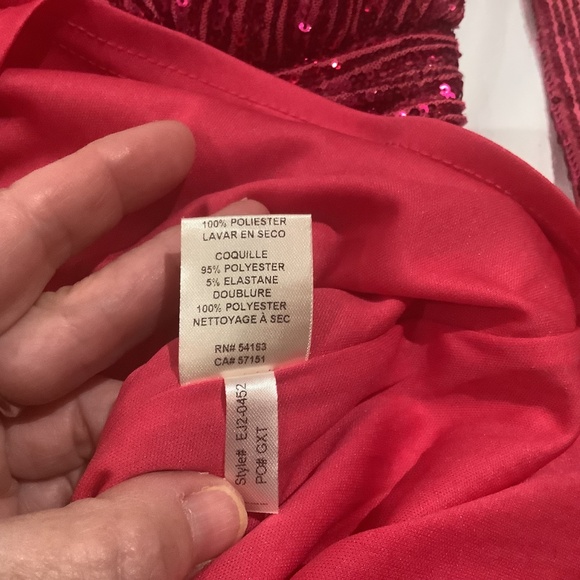 100% POLIESTER
LAVAR EN SECO
COQUILLE
95% POLYESTER
5% ELASTANE
DOUBLURE
100% POLYESTER
NETTOYAGE À SEC
RN# 54163
CA# 57151
Style# EJ2-0452
PO# GXT